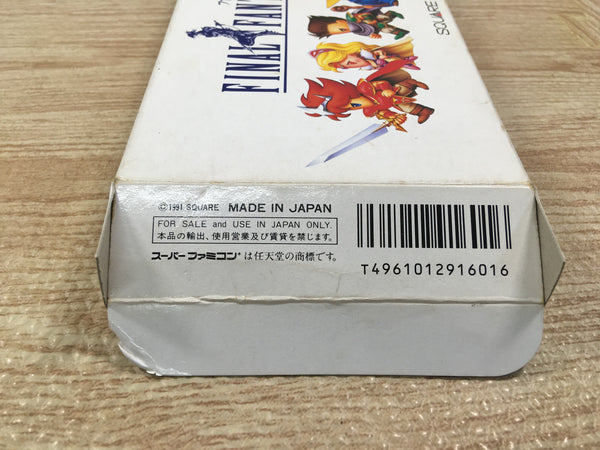 FINAL FAN
SQUARE
© 1991 SQUARE MADE IN JAPAN
FOR SALE and USE IN JAPAN ONLY.
本品の輸出、使用営業及び賃貸を禁じます。
スーパーファミコン®は任天堂の商標です。
T4961012916016